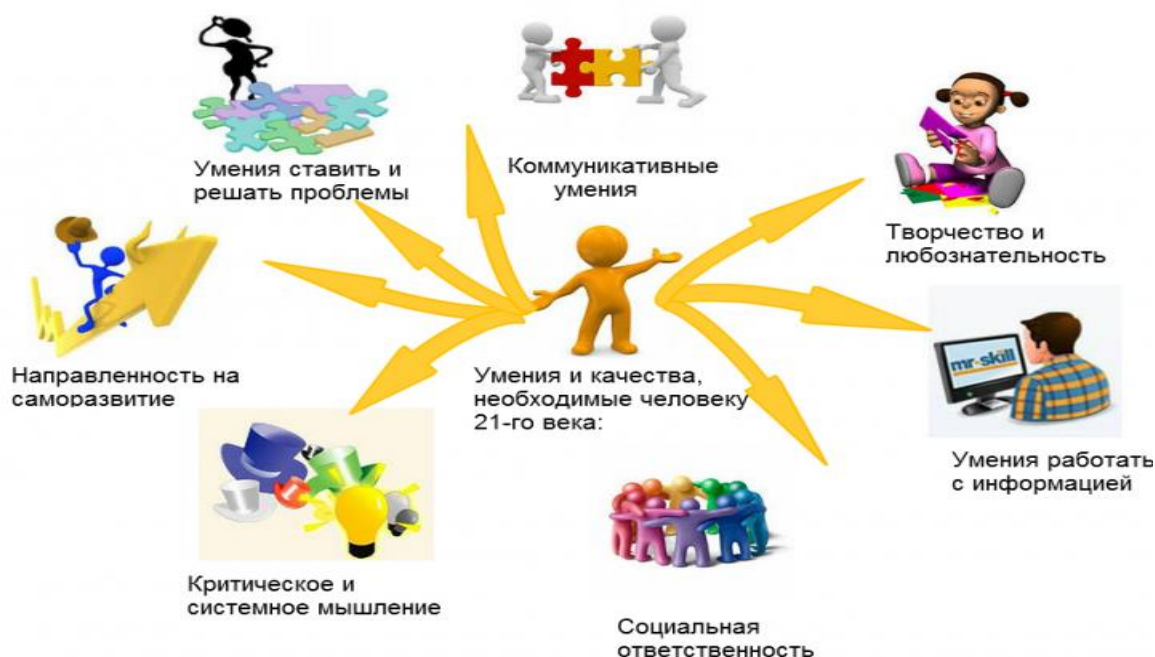 Умения ставить и
решать проблемы
Коммуникативные
умения
Творчество и
любознательность
Направленность на
саморазвитие
Умения и качества,
необходимые человеку
21-го века:
mr-skill
Умения работать
с информацией
Критическое и
системное мышление
Социальная
ответственность